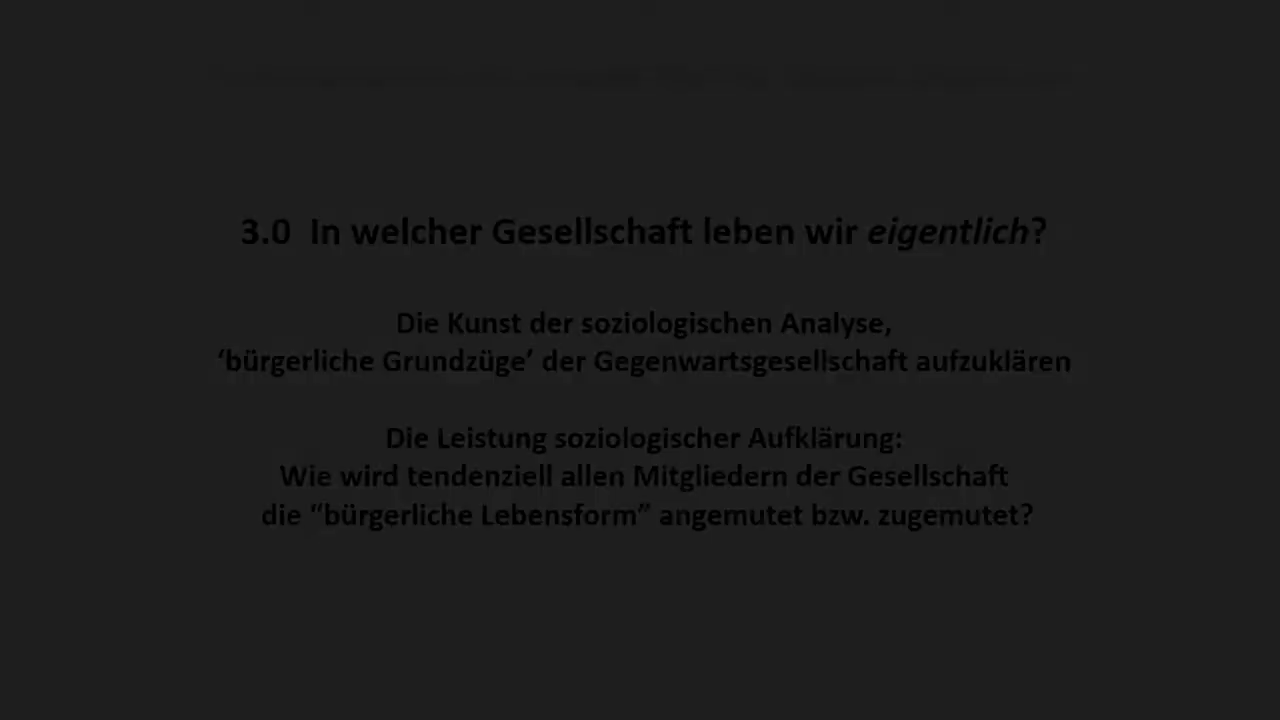 3.0 In welcher Gesellschaft leben wir eigentlich?
Die Kunst der soziologischen Analyse,
‘bürgerliche Grundzüge’ der Gegenwartsgesellschaft aufzuklären
Die Leistung soziologischer Aufklärung:
Wie wird tendenziell allen Mitgliedern der Gesellschaft
die “bürgerliche Lebensform” angemutet bzw. zugemutet?